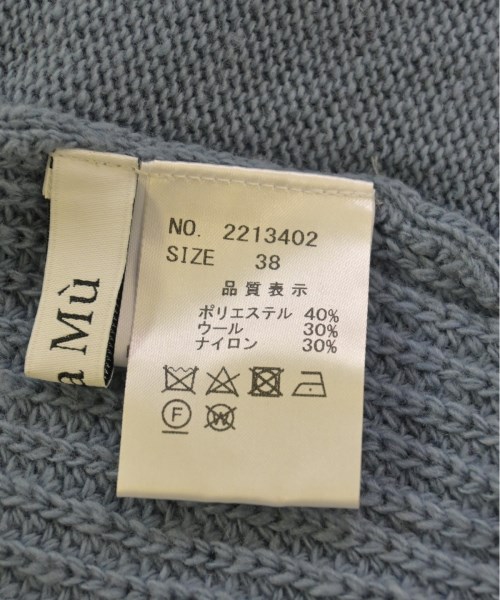 a Mù
NO. 2213402
SIZE 38
品質表示
ポリエステル 40%
ウール 30%
ナイロン 30%
F
W